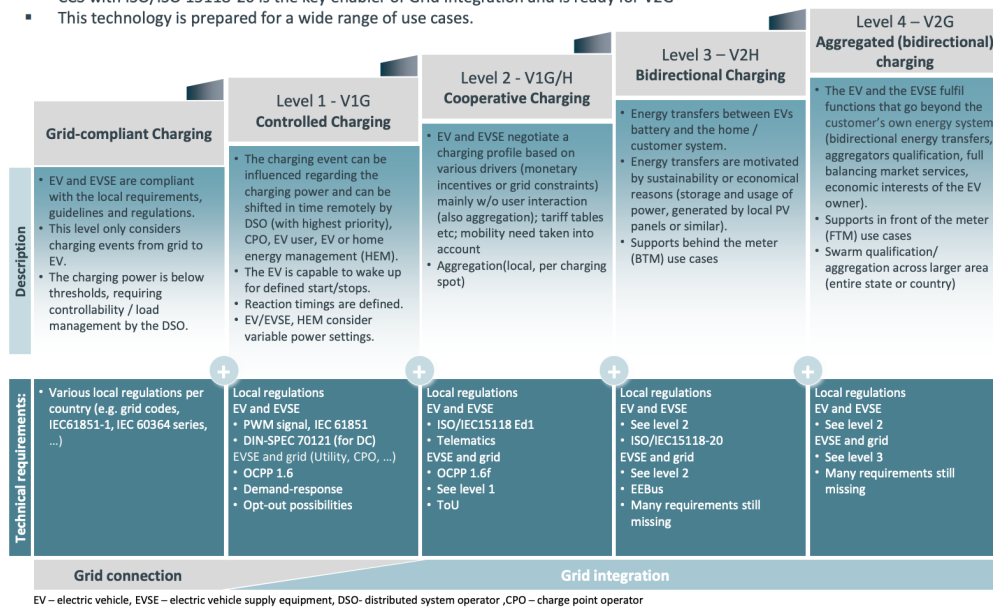 CCS with ISO/ISO 15118-20 is the key enabler of Grid integration and is ready for V2G
▪ This technology is prepared for a wide range of use cases.
Grid-compliant Charging
Level 1 - V1G
Controlled Charging
Level 2 - V1G/H
Cooperative Charging
Level 3 – V2H
Bidirectional Charging
Level 4 – V2G
Aggregated (bidirectional)
charging
Description
• EV and EVSE are compliant
with the local requirements,
guidelines and regulations.
• This level only considers
charging events from grid to
EV.
• The charging power is below
thresholds, requiring
controllability / load
management by the DSO.
• The charging event can be
influenced regarding the
charging power and can be
shifted in time remotely by
DSO (with highest priority),
CPO, EV user, EV or home
energy management (HEM).
• The EV is capable to wake up
for defined start/stops.
• Reaction timings are defined.
• EV/EVSE, HEM consider
variable power settings.
• EV and EVSE negotiate a
charging profile based on
various drivers (monetary
incentives or grid constraints)
mainly w/o user interaction
(also aggregation); tariff tables
etc; mobility need taken into
account
• Aggregation(local, per charging
spot)
• Energy transfers between EVs
battery and the home /
customer system.
• Energy transfers are motivated
by sustainability or economical
reasons (storage and usage of
power, generated by local PV
panels or similar).
• Supports behind the meter
(BTM) use cases
• The EV and the EVSE fulfil
functions that go beyond the
customer's own energy system
(bidirectional energy transfers,
aggregators qualification, full
balancing market services,
economic interests of the EV
owner).
• Supports in front of the meter
(FTM) use cases
• Swarm qualification/
aggregation across larger area
(entire state or country)
+
+
+
+
Technical requirements:
• Various local regulations per
country (e.g. grid codes,
IEC61851-1, IEC 60364 series,
…)
Local regulations
EV and EVSE
• PWM signal, IEC 61851
• DIN-SPEC 70121 (for DC)
EVSE and grid (Utility, CPO, …)
• OCPP 1.6
• Demand-response
• Opt-out possibilities
Local regulations
EV and EVSE
• ISO/IEC15118 Ed1
• Telematics
EVSE and grid
• OCPP 1.6f
• See level 1
• ToU
Local regulations
EV and EVSE
• See level 2
• ISO/IEC15118-20
EVSE and grid
• See level 2
• EEBus
• Many requirements still
missing
Local regulations
EV and EVSE
• See level 2
EVSE and grid
• See level 3
• Many requirements still
missing
Grid connection
Grid integration
EV – electric vehicle, EVSE – electric vehicle supply equipment, DSO- distributed system operator ,CPO – charge point operator